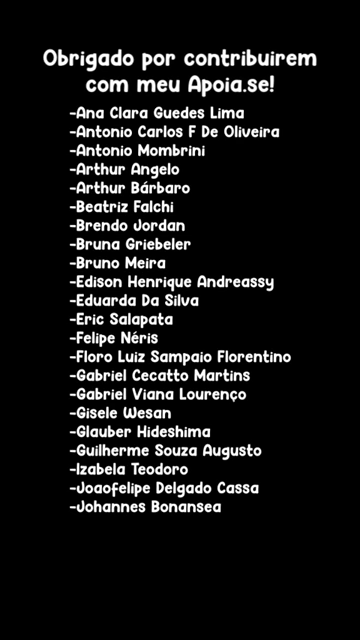 Obrigado por contribuirem
com meu Apoia.se!
-Ana Clara Guedes Lima
-Antonio Carlos F De Oliveira
-Antonio Mombrini
-Arthur Angelo
-Arthur Bárbaro
-Beatriz Falchi
-Brendo Jordan
-Bruna Griebeler
-Bruno Meira
-Edison Henrique Andreassy
-Eduarda Da Silva
-Eric Salapata
-Felipe Néris
-Floro Luiz Sampaio Florentino
-Gabriel Cecatto Martins
-Gabriel Viana Lourenço
-Gisele Wesan
-Glauber Hideshima
-Guilherme Souza Augusto
-Izabela Teodoro
-Joaofelipe Delgado Cassa
-Johannes Bonansea